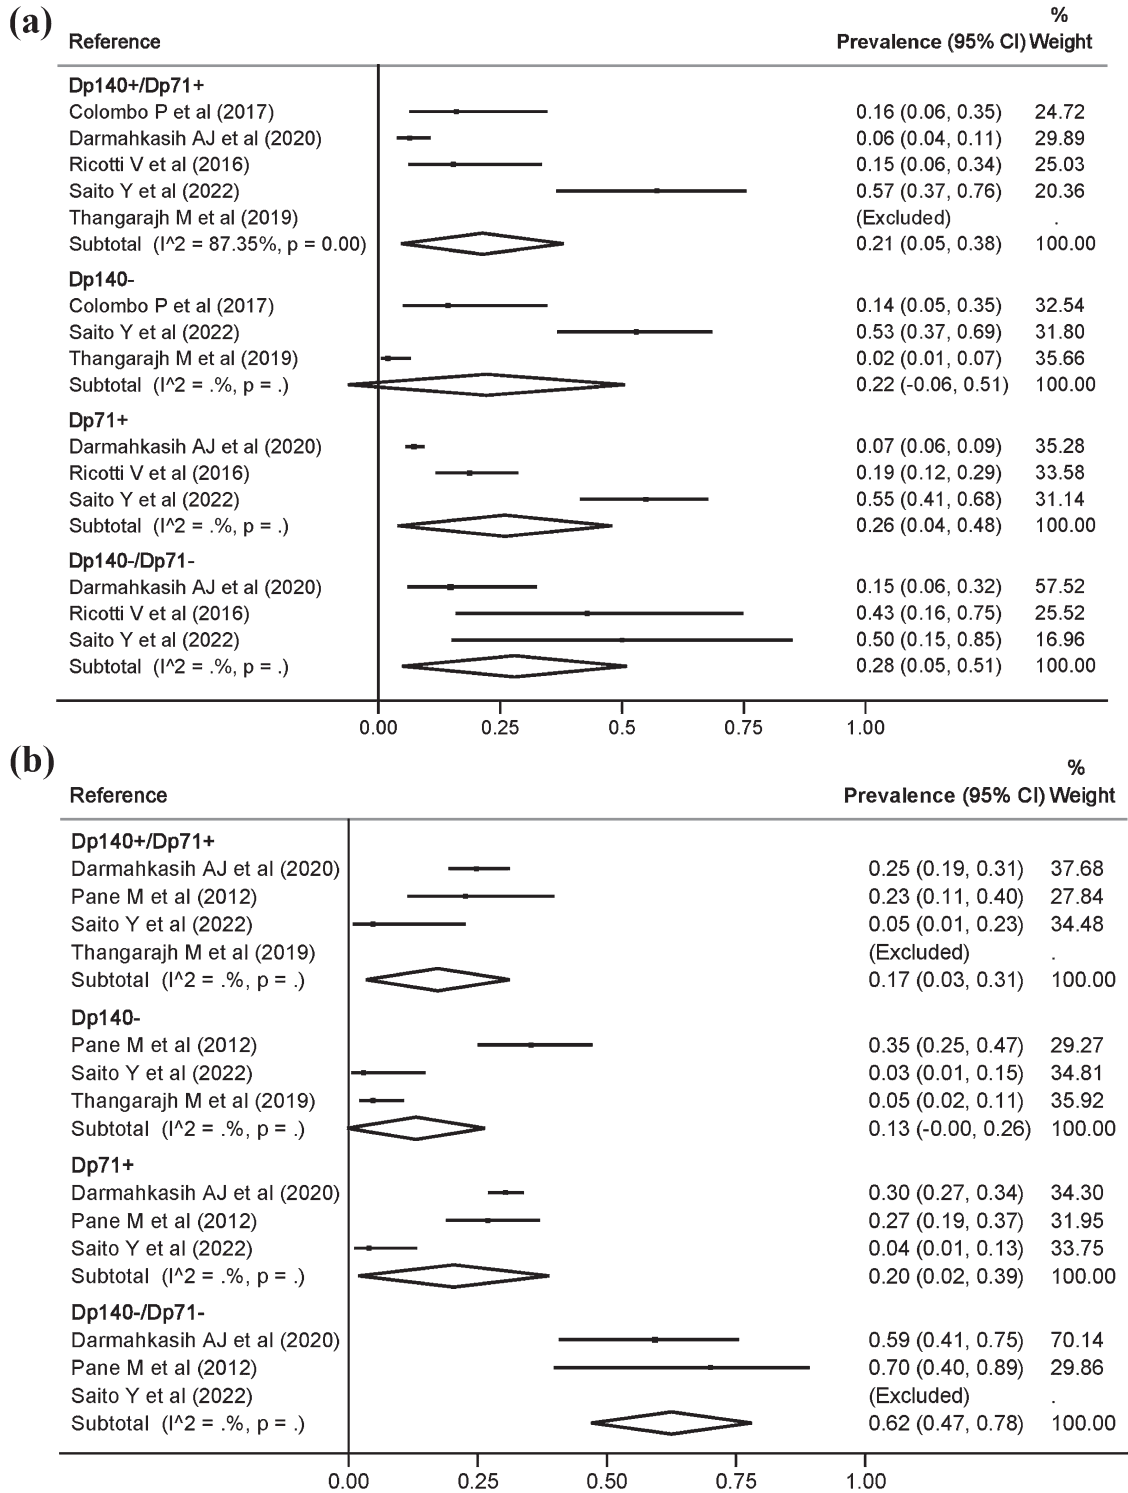 (a)
%
Reference Prevalence (95% CI) Weight
Dp140+/Dp71+
Colombo P et al (2017) 0.16 (0.06, 0.35) 24.72
Darmahkasih AJ et al (2020) 0.06 (0.04, 0.11) 29.89
Ricotti V et al (2016) 0.15 (0.06, 0.34) 25.03
Saito Y et al (2022) 0.57 (0.37, 0.76) 20.36
Thangarajh M et al (2019) (Excluded) .
Subtotal (I^2 = 87.35%, p = 0.00) 0.21 (0.05, 0.38) 100.00
Dp140-
Colombo P et al (2017) 0.14 (0.05, 0.35) 32.54
Saito Y et al (2022) 0.53 (0.37, 0.69) 31.80
Thangarajh M et al (2019) 0.02 (0.01, 0.07) 35.66
Subtotal (I^2 = .%, p = .) 0.22 (-0.06, 0.51) 100.00
Dp71+
Darmahkasih AJ et al (2020) 0.07 (0.06, 0.09) 35.28
Ricotti V et al (2016) 0.19 (0.12, 0.29) 33.58
Saito Y et al (2022) 0.55 (0.41, 0.68) 31.14
Subtotal (I^2 = .%, p = .) 0.26 (0.04, 0.48) 100.00
Dp140-/Dp71-
Darmahkasih AJ et al (2020) 0.15 (0.06, 0.32) 57.52
Ricotti V et al (2016) 0.43 (0.16, 0.75) 25.52
Saito Y et al (2022) 0.50 (0.15, 0.85) 16.96
Subtotal (I^2 = .%, p = .) 0.28 (0.05, 0.51) 100.00
0.00 0.25 0.5 0.75 1.00
(b)
%
Reference Prevalence (95% CI) Weight
Dp140+/Dp71+
Darmahkasih AJ et al (2020) 0.25 (0.19, 0.31) 37.68
Pane M et al (2012) 0.23 (0.11, 0.40) 27.84
Saito Y et al (2022) 0.05 (0.01, 0.23) 34.48
Thangarajh M et al (2019) (Excluded) .
Subtotal (I^2 = .%, p = .) 0.17 (0.03, 0.31) 100.00
Dp140-
Pane M et al (2012) 0.35 (0.25, 0.47) 29.27
Saito Y et al (2022) 0.03 (0.01, 0.15) 34.81
Thangarajh M et al (2019) 0.05 (0.02, 0.11) 35.92
Subtotal (I^2 = .%, p = .) 0.13 (-0.00, 0.26) 100.00
Dp71+
Darmahkasih AJ et al (2020) 0.30 (0.27, 0.34) 34.30
Pane M et al (2012) 0.27 (0.19, 0.37) 31.95
Saito Y et al (2022) 0.04 (0.01, 0.13) 33.75
Subtotal (I^2 = .%, p = .) 0.20 (0.02, 0.39) 100.00
Dp140-/Dp71-
Darmahkasih AJ et al (2020) 0.59 (0.41, 0.75) 70.14
Pane M et al (2012) 0.70 (0.40, 0.89) 29.86
Saito Y et al (2022) (Excluded) .
Subtotal (I^2 = .%, p = .) 0.62 (0.47, 0.78) 100.00
0.00 0.25 0.50 0.75 1.00